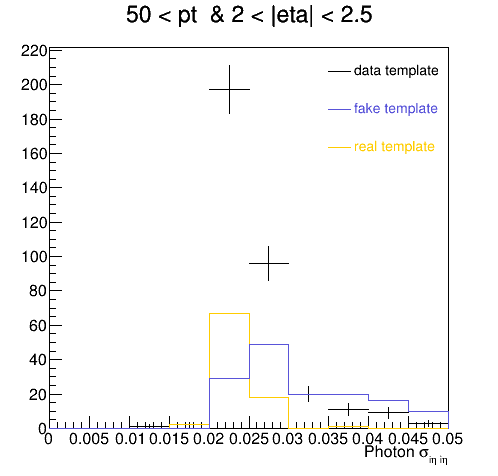 50 < pt & 2 < |eta| < 2.5
220
200
180
160
140
120
100
80
60
40
20
0
data template
fake template
real template
0 0.005 0.01 0.015 0.02 0.025 0.03 0.035 0.04 0.045 0.05
Photon σiη iη